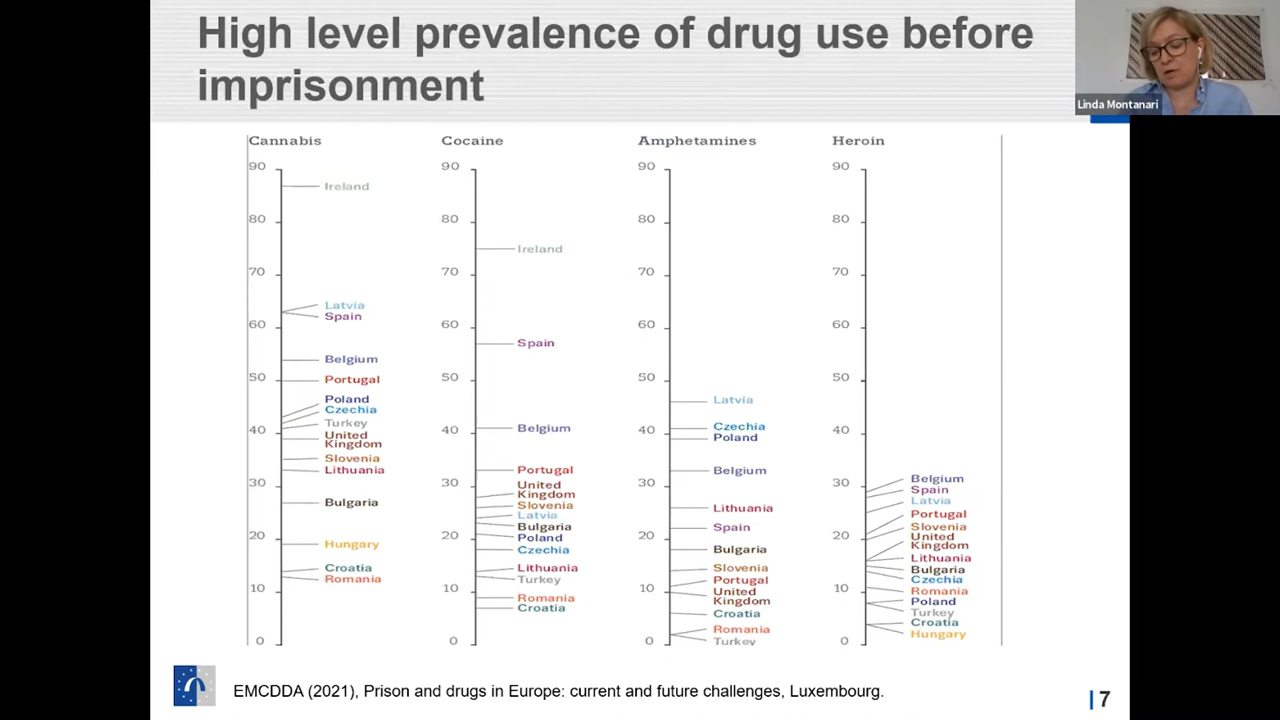 High level prevalence of drug use before
imprisonment
Linda Montanari
Cannabis
90
80
70
60
50
40
30
20
10
0
Ireland
Latvia
Spain
Belgium
Portugal
Poland
Czechia
Turkey
United
Kingdom
Slovenia
Lithuania
Bulgaria
Hungary
Croatia
Romania
Cocaine
90
80
70
60
50
40
30
20
10
0
Ireland
Spain
Belgium
Portugal
United
Kingdom
Slovenia
Latvia
Bulgaria
Poland
Czechia
Lithuania
Turkey
Romania
Croatia
Amphetamines
90
80
70
60
50
40
30
20
10
0
Latvia
Czechia
Poland
Belgium
Lithuania
Spain
Bulgaria
Slovenia
Portugal
United
Kingdom
Croatia
Romania
Turkey
Heroin
90
80
70
60
50
40
30
20
10
0
Belgium
Spain
Latvia
Portugal
Slovenia
United
Kingdom
Lithuania
Bulgaria
Czechia
Romania
Poland
Turkey
Croatia
Hungary
EMCDDA (2021), Prison and drugs in Europe: current and future challenges, Luxembourg.
7